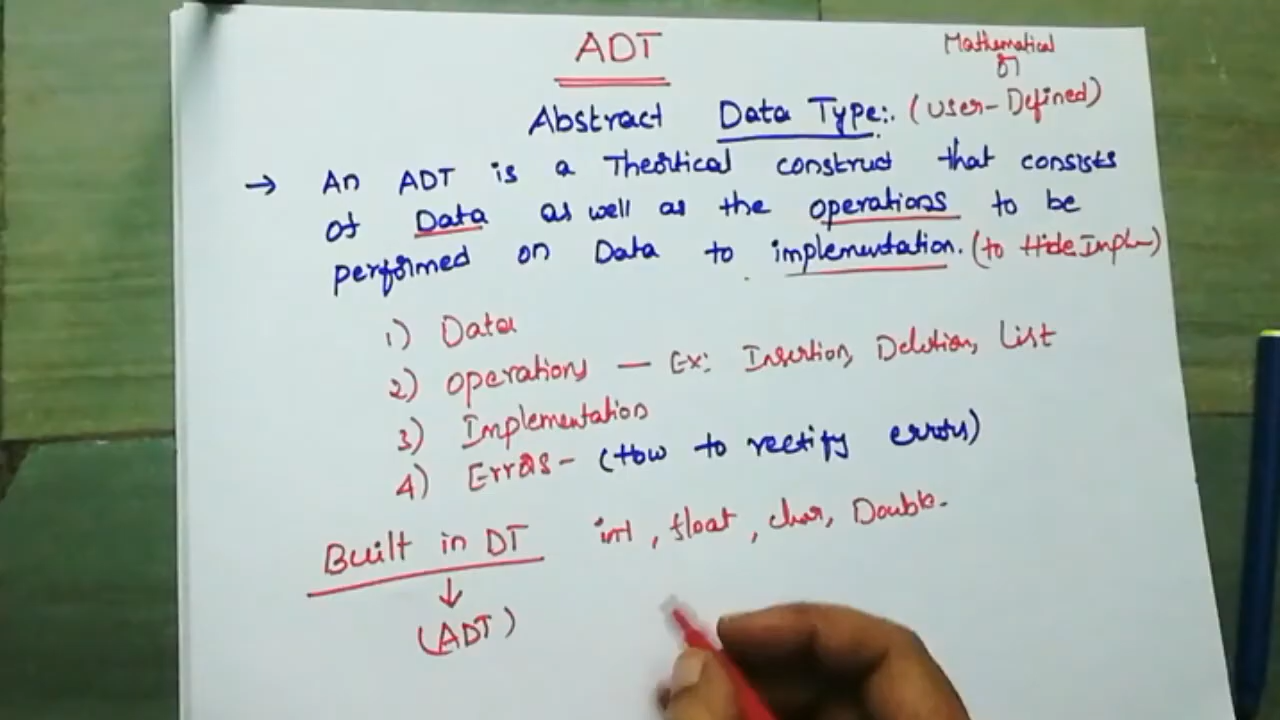 ADT
Mathematical
or
Abstract Data Type:. (User-Defined)
→ An ADT is a Theortical construct that consists
of Data as well as the operations to be
performed on Data to implementation. (to Hide Impl~)
1) Data
2) operations — Ex: Insertion, Deletion, List
3) Implementation
4) Errors - (How to rectify errors)
Built in DT int, float, char, Double.
↓
(ADT)